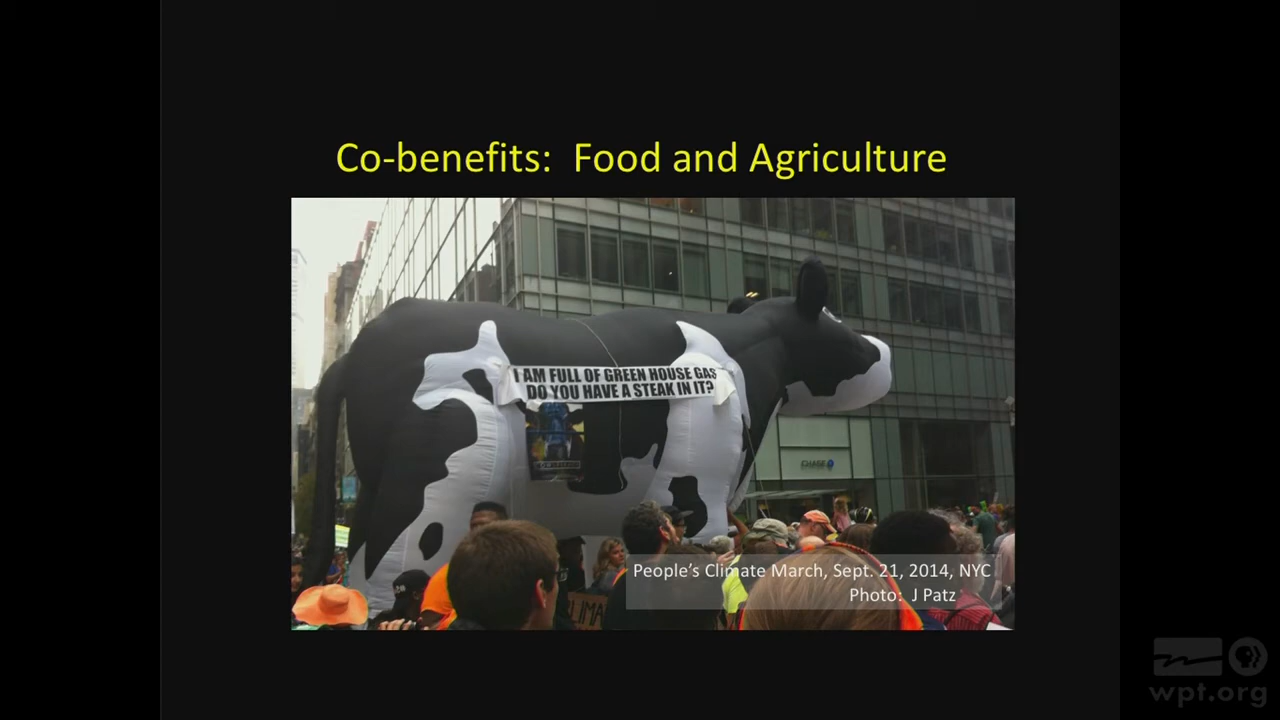 Co-benefits: Food and Agriculture
I AM FULL OF GREEN HOUSE GAS
DO YOU HAVE A STEAK IN IT?
CHASE
People's Climate March, Sept. 21, 2014, NYC
Photo: J Patz
wpt.org